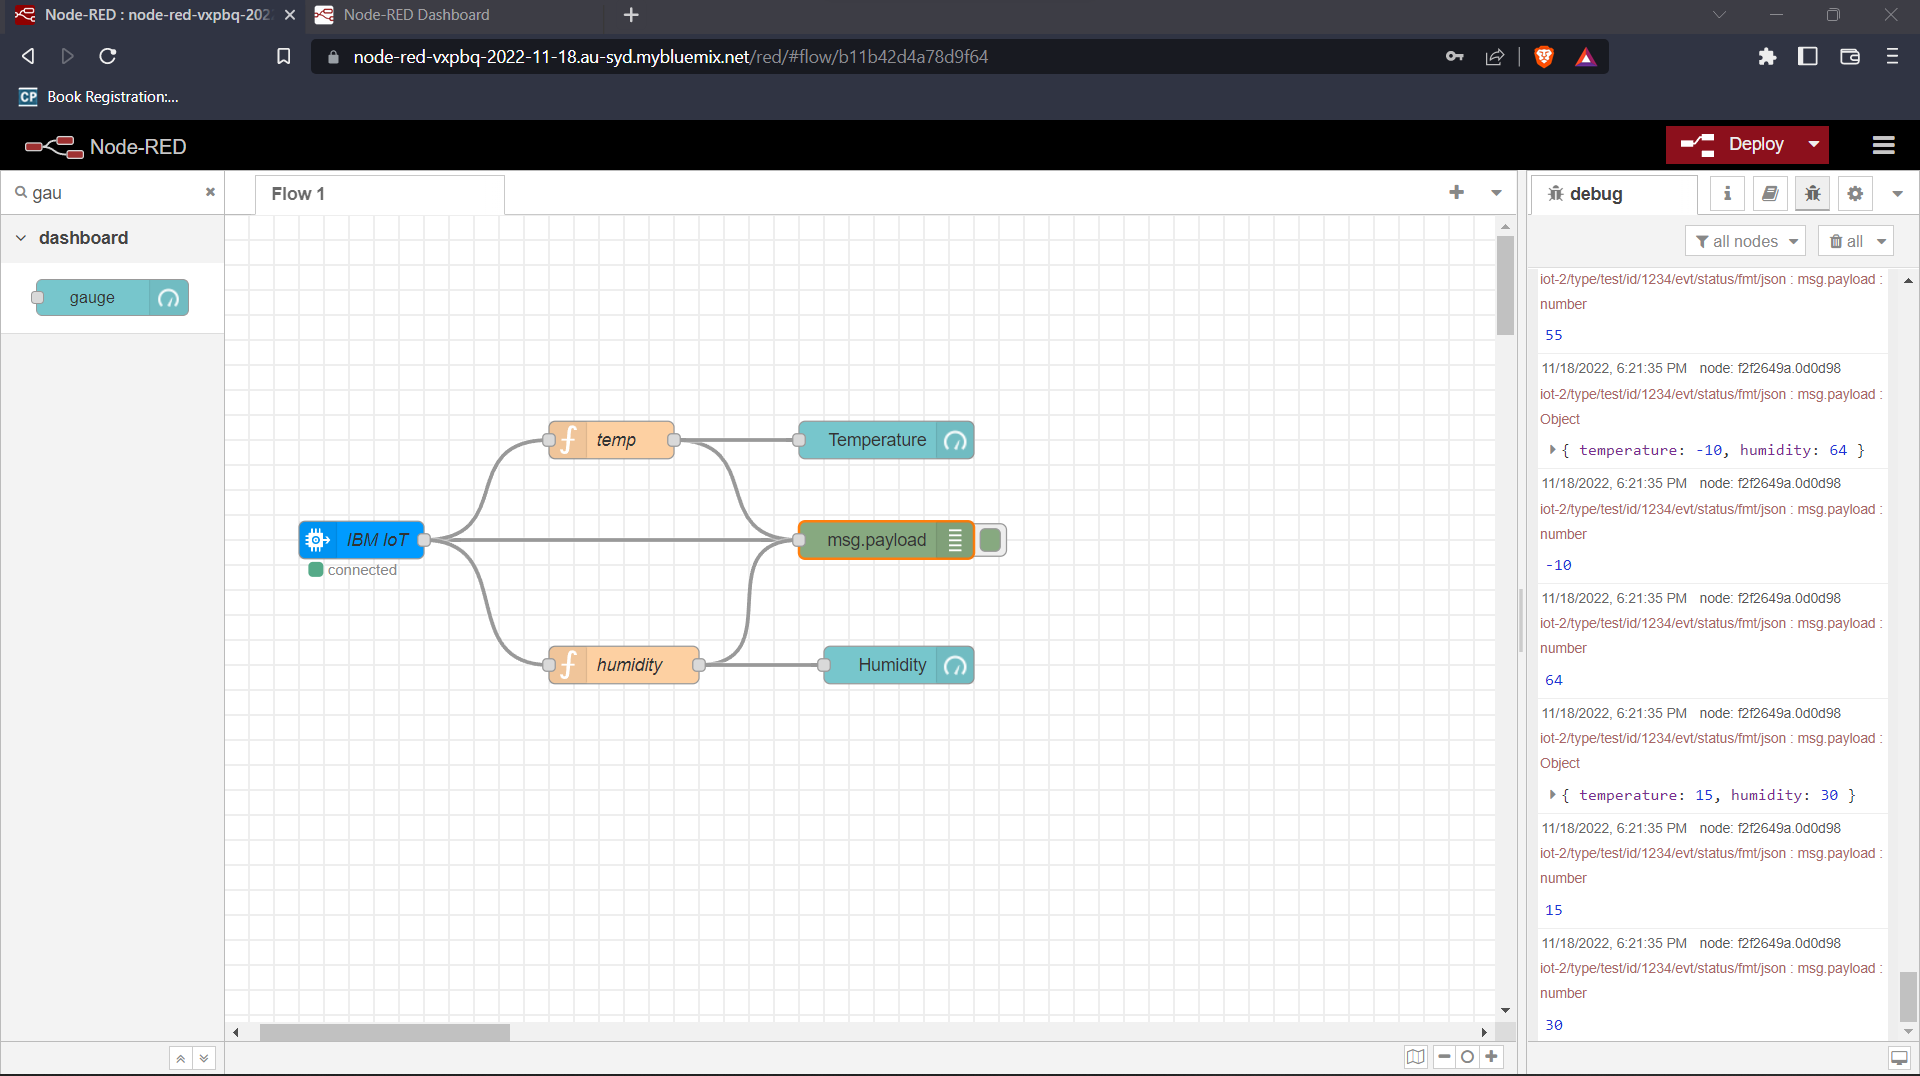 Node-RED : node-red-vxpbq-202
Node-RED Dashboard
node-red-vxpbq-2022-11-18.au-syd.mybluemix.net/red/#flow/b11b42d4a78d9f64
CP Book Registration:...
Node-RED
Deploy
gau
Flow 1
debug
dashboard
all nodes
all
gauge
temp
Temperature
IBM IoT
msg.payload
connected
humidity
Humidity
iot-2/type/test/id/1234/evt/status/fmt/json : msg.payload :
number
55
11/18/2022, 6:21:35 PM node: f2f2649a.0d0d98
iot-2/type/test/id/1234/evt/status/fmt/json : msg.payload :
Object
{ temperature: -10, humidity: 64 }
11/18/2022, 6:21:35 PM node: f2f2649a.0d0d98
iot-2/type/test/id/1234/evt/status/fmt/json : msg.payload :
number
-10
11/18/2022, 6:21:35 PM node: f2f2649a.0d0d98
iot-2/type/test/id/1234/evt/status/fmt/json : msg.payload :
number
64
11/18/2022, 6:21:35 PM node: f2f2649a.0d0d98
iot-2/type/test/id/1234/evt/status/fmt/json : msg.payload :
Object
{ temperature: 15, humidity: 30 }
11/18/2022, 6:21:35 PM node: f2f2649a.0d0d98
iot-2/type/test/id/1234/evt/status/fmt/json : msg.payload :
number
15
11/18/2022, 6:21:35 PM node: f2f2649a.0d0d98
iot-2/type/test/id/1234/evt/status/fmt/json : msg.payload :
number
30